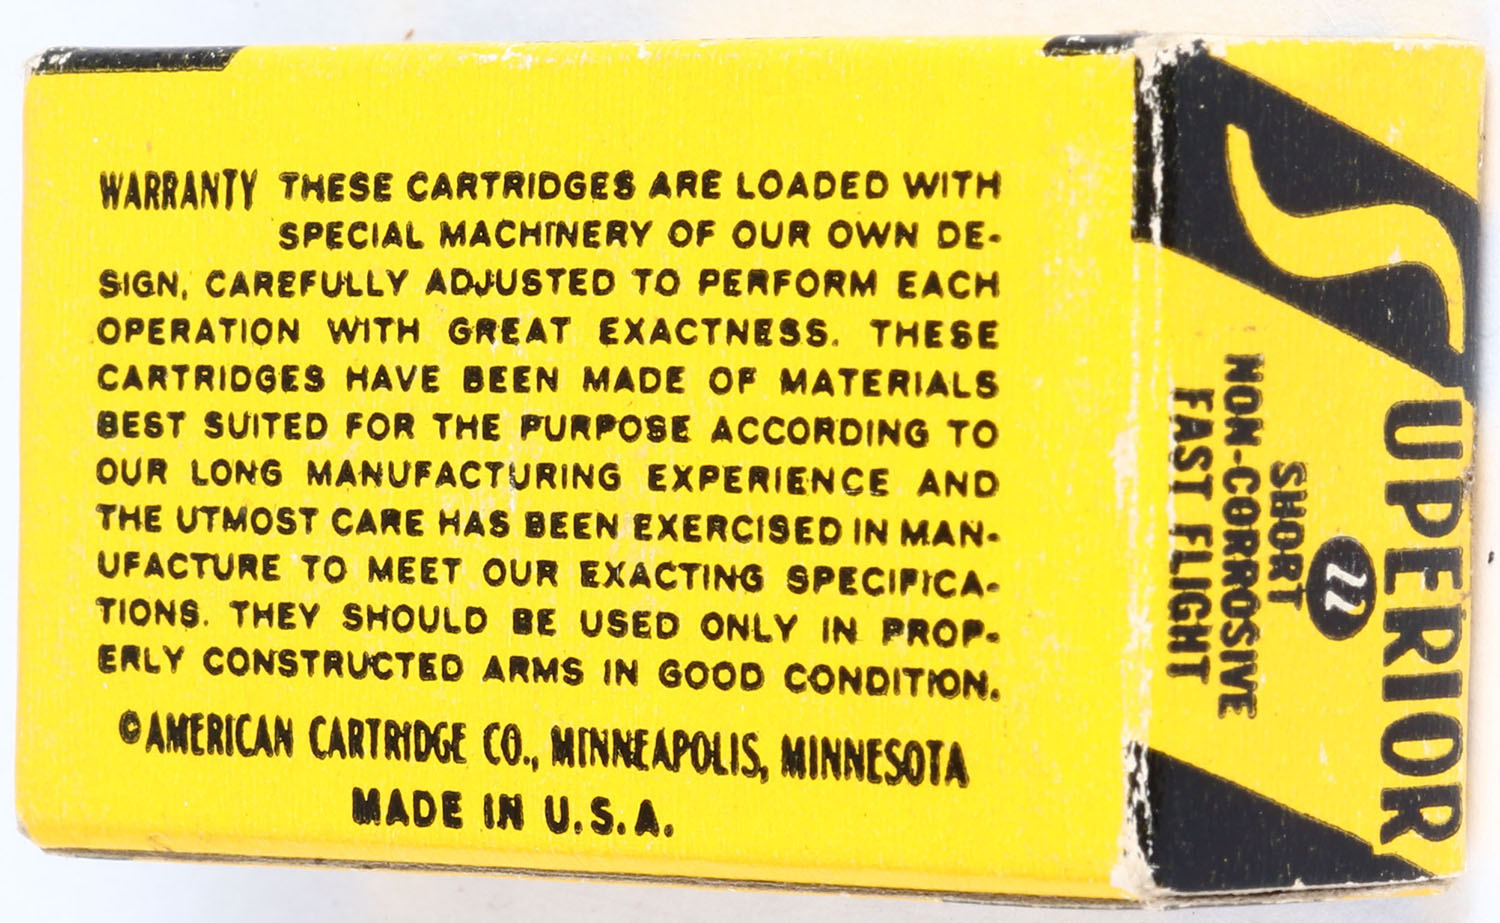 WARRANTY THESE CARTRIDGES ARE LOADED WITH
SPECIAL MACHINERY OF OUR OWN DE-
SIGN, CAREFULLY ADJUSTED TO PERFORM EACH
OPERATION WITH GREAT EXACTNESS. THESE
CARTRIDGES HAVE BEEN MADE OF MATERIALS
BEST SUITED FOR THE PURPOSE ACCORDING TO
OUR LONG MANUFACTURING EXPERIENCE AND
THE UTMOST CARE HAS BEEN EXERCISED IN MAN-
UFACTURE TO MEET OUR EXACTING SPECIFICA-
TIONS. THEY SHOULD BE USED ONLY IN PROP-
ERLY CONSTRUCTED ARMS IN GOOD CONDITION.
©AMERICAN CARTRIDGE CO., MINNEAPOLIS, MINNESOTA
MADE IN U.S.A.
SUPERIOR
22
SHORT
NON-CORROSIVE
FAST FLIGHT